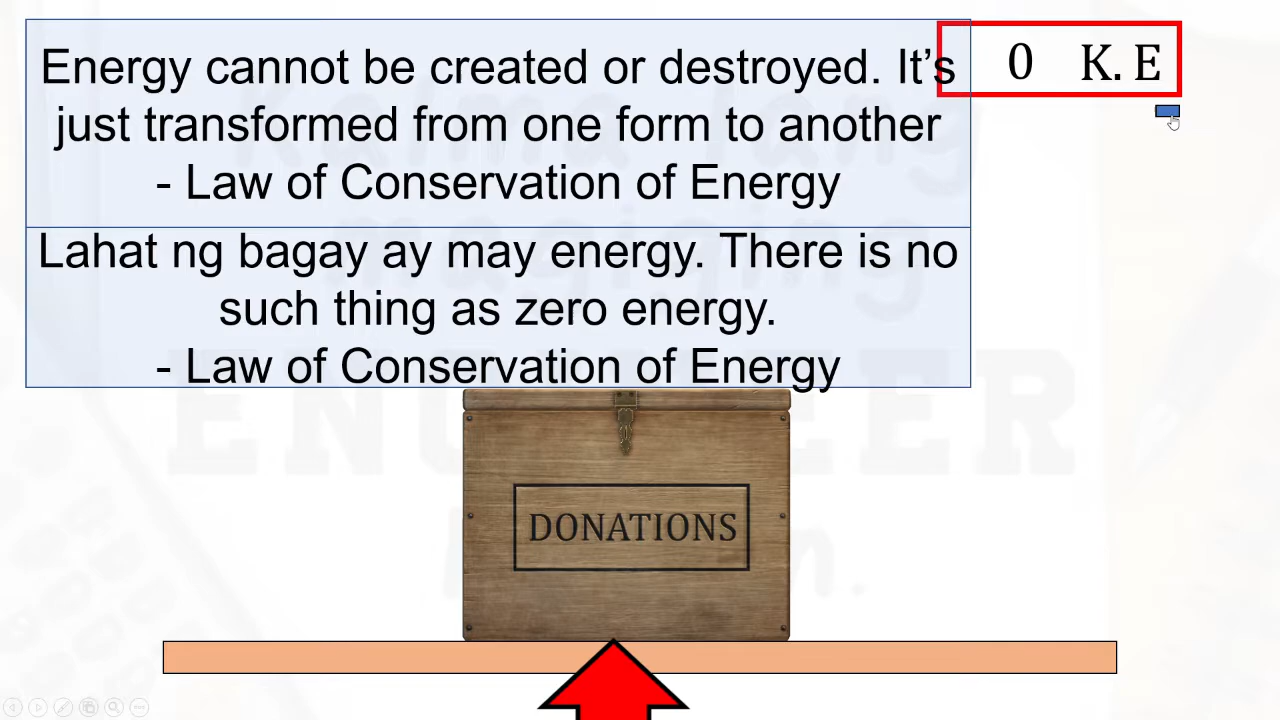 Energy cannot be created or destroyed. It's
just transformed from one form to another
- Law of Conservation of Energy
0 K. E
Lahat ng bagay ay may energy. There is no
such thing as zero energy.
- Law of Conservation of Energy
ENGINEER
DONATIONS